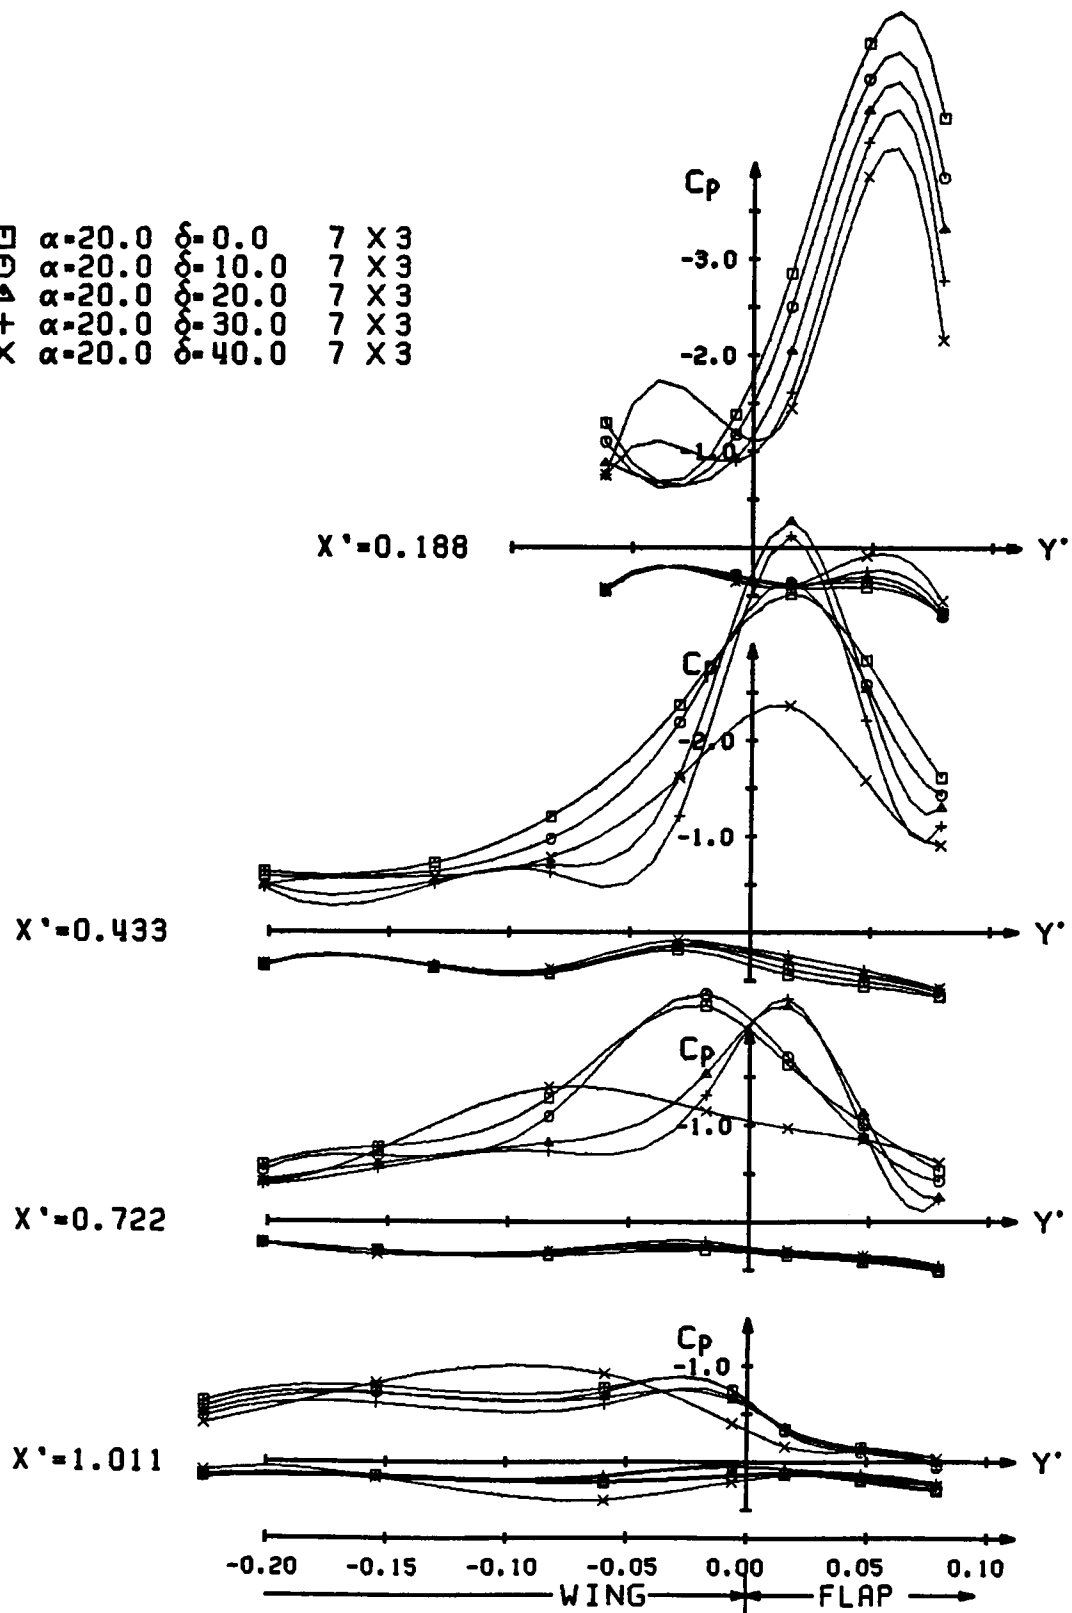 Cp
α=20.0 δ=0.0 7 X 3
α=20.0 δ=10.0 7 X 3
α=20.0 δ=20.0 7 X 3
α=20.0 δ=30.0 7 X 3
α=20.0 δ=40.0 7 X 3
-3.0
-2.0
-1.0
X'=0.188
Y'
Cp
-2.0
-1.0
X'=0.433
Y'
Cp
-1.0
X'=0.722
Y'
Cp
-1.0
X'=1.011
Y'
-0.20 -0.15 -0.10 -0.05 0.00 0.05 0.10
WING FLAP